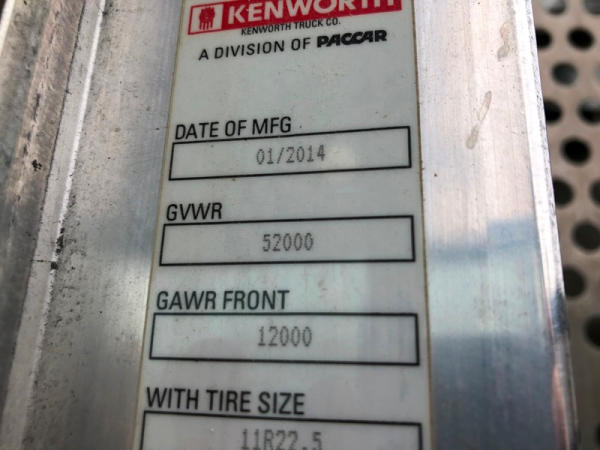 KENWORTH
KENWORTH TRUCK CO.
A DIVISION OF PACCAR
DATE OF MFG
01/2014
GVWR
52000
GAWR FRONT
12000
WITH TIRE SIZE
11R22.5